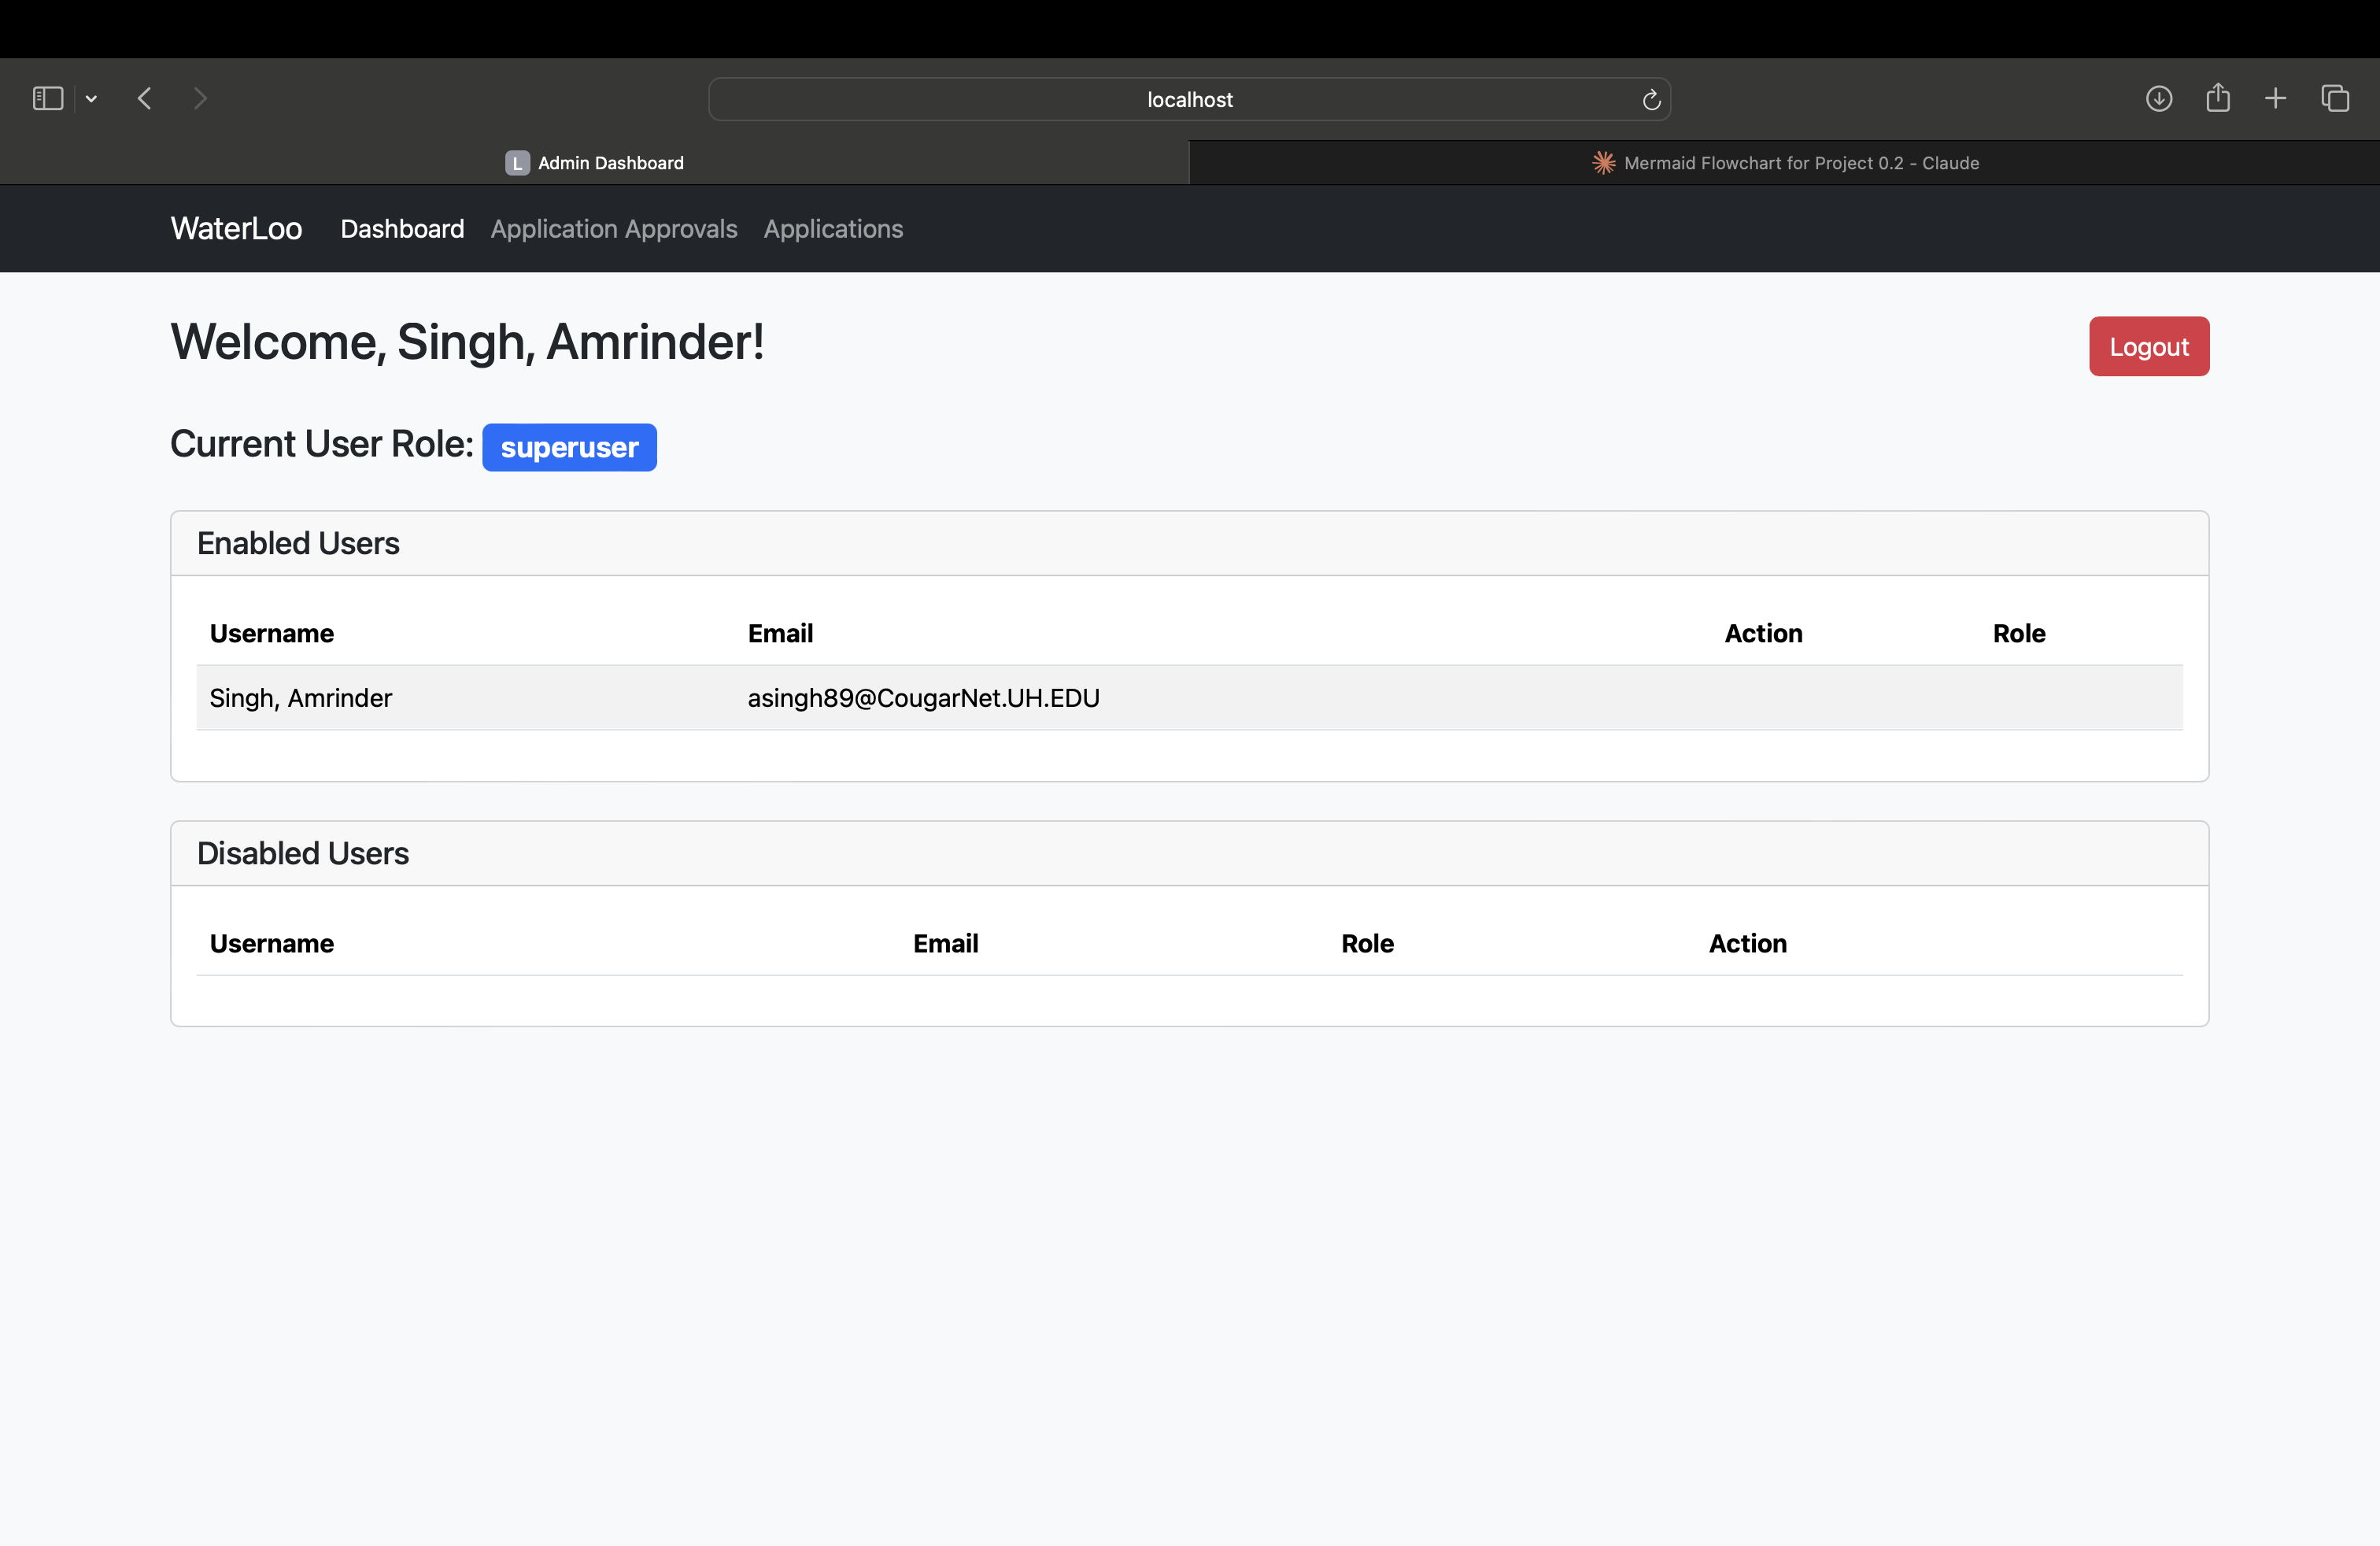 localhost
L Admin Dashboard
Mermaid Flowchart for Project 0.2 - Claude
WaterLoo Dashboard Application Approvals Applications
Welcome, Singh, Amrinder!
Logout
Current User Role: superuser
Enabled Users
Username Email Action Role
Singh, Amrinder asingh89@CougarNet.UH.EDU
Disabled Users
Username Email Role Action